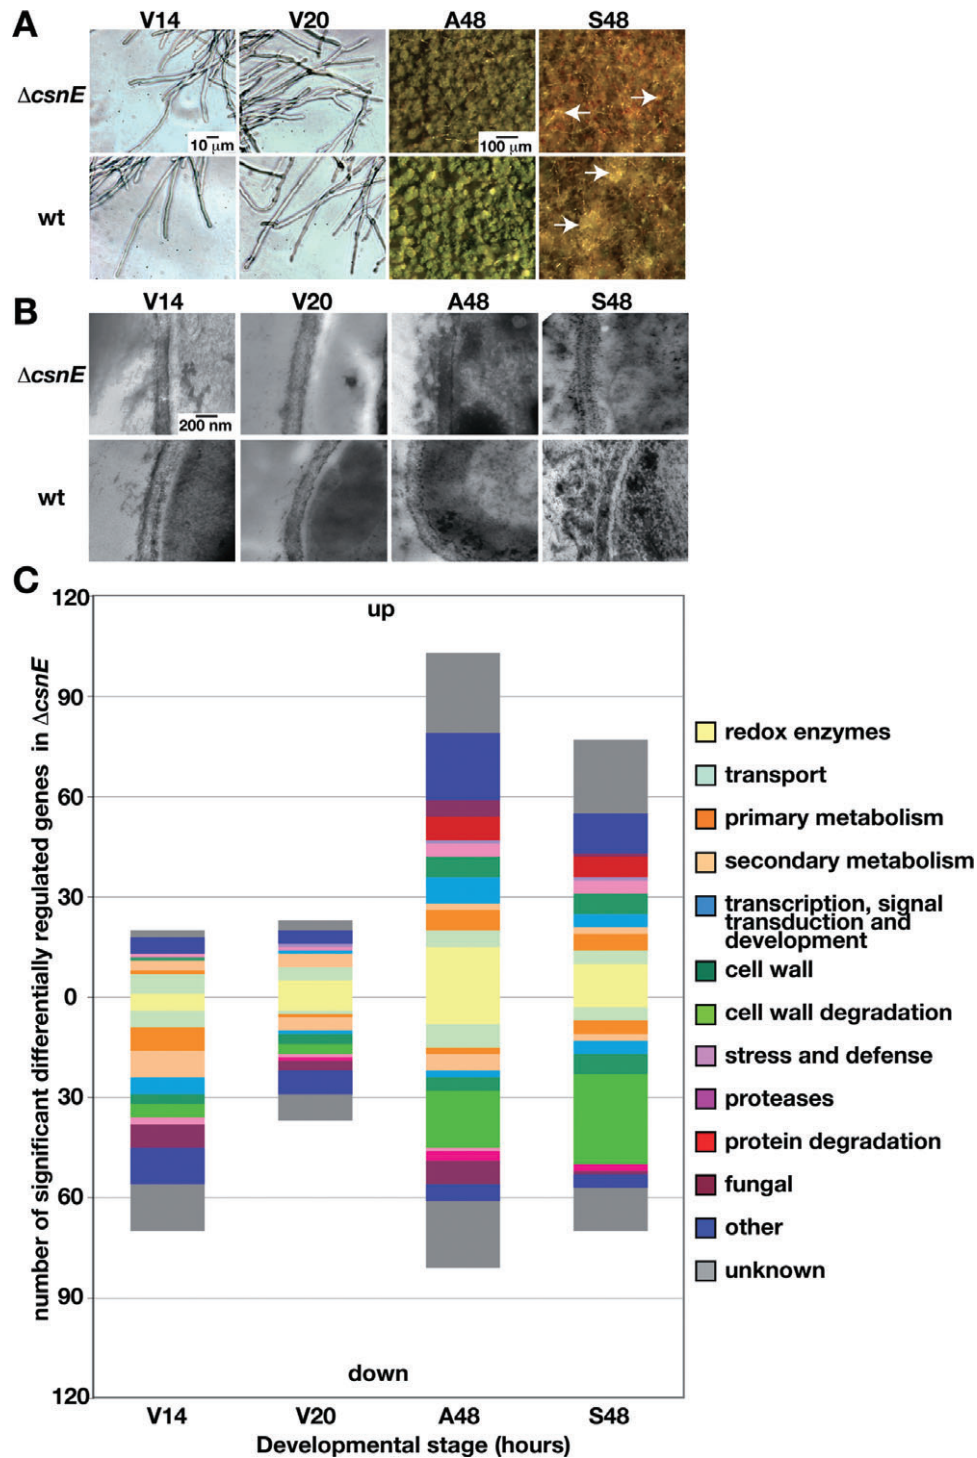 A
V14 V20 A48 S48
ΔcsnE
10 μm
100 μm
wt
B
V14 V20 A48 S48
ΔcsnE
200 nm
wt
C
number of significant differentially regulated genes in ΔcsnE
120
90
60
30
0
30
60
90
120
up
down
V14 V20 A48 S48
Developmental stage (hours)
redox enzymes
transport
primary metabolism
secondary metabolism
transcription, signal
transduction and
development
cell wall
cell wall degradation
stress and defense
proteases
protein degradation
fungal
other
unknown